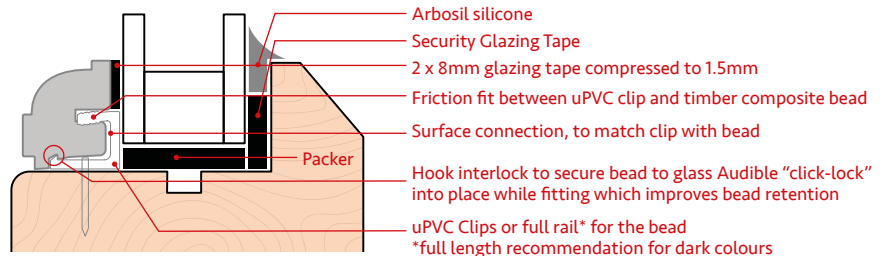 Arbosil silicone
Security Glazing Tape
2 x 8mm glazing tape compressed to 1.5mm
Friction fit between uPVC clip and timber composite bead
Surface connection, to match clip with bead
Packer
Hook interlock to secure bead to glass Audible “click-lock”
into place while fitting which improves bead retention
uPVC Clips or full rail* for the bead
*full length recommendation for dark colours